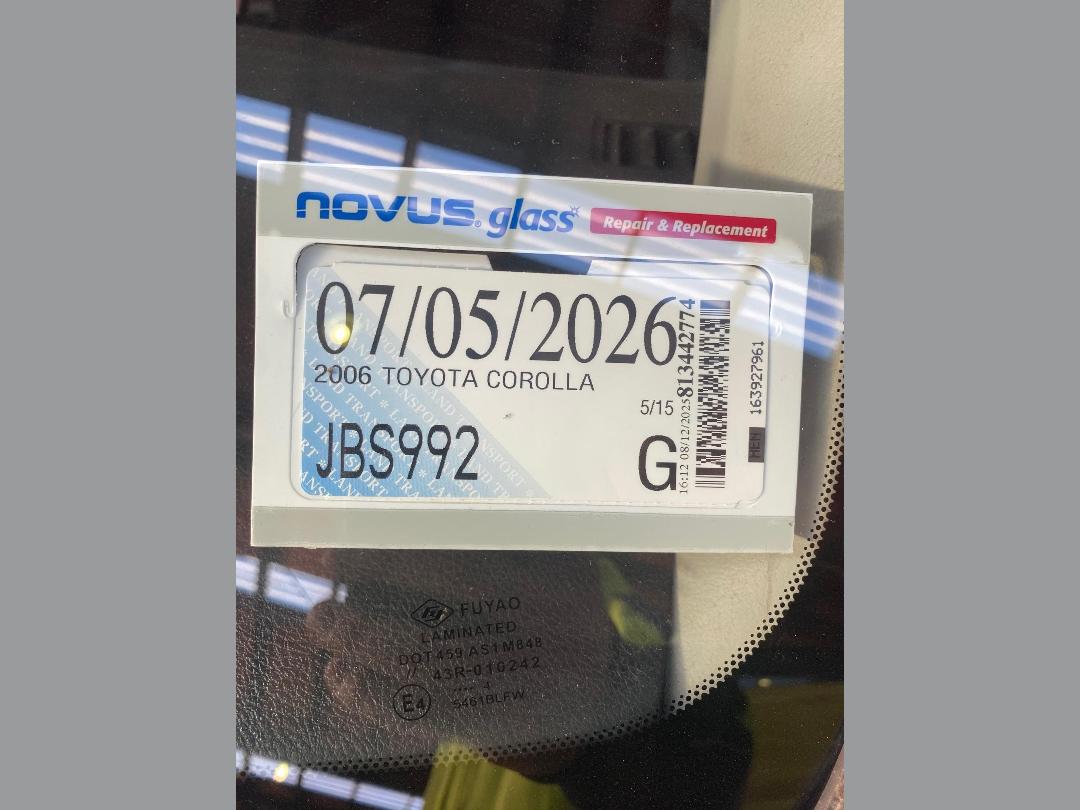 novus® glass Repair & Replacement
07/05/2026
2006 TOYOTA COROLLA
5/15
JBS992
G
16:12 08/12/2025 813442774
MEN 163927961
FUYAO
LAMINATED
DOT459 AS1M848
43R-010242
E4
5461BLFW